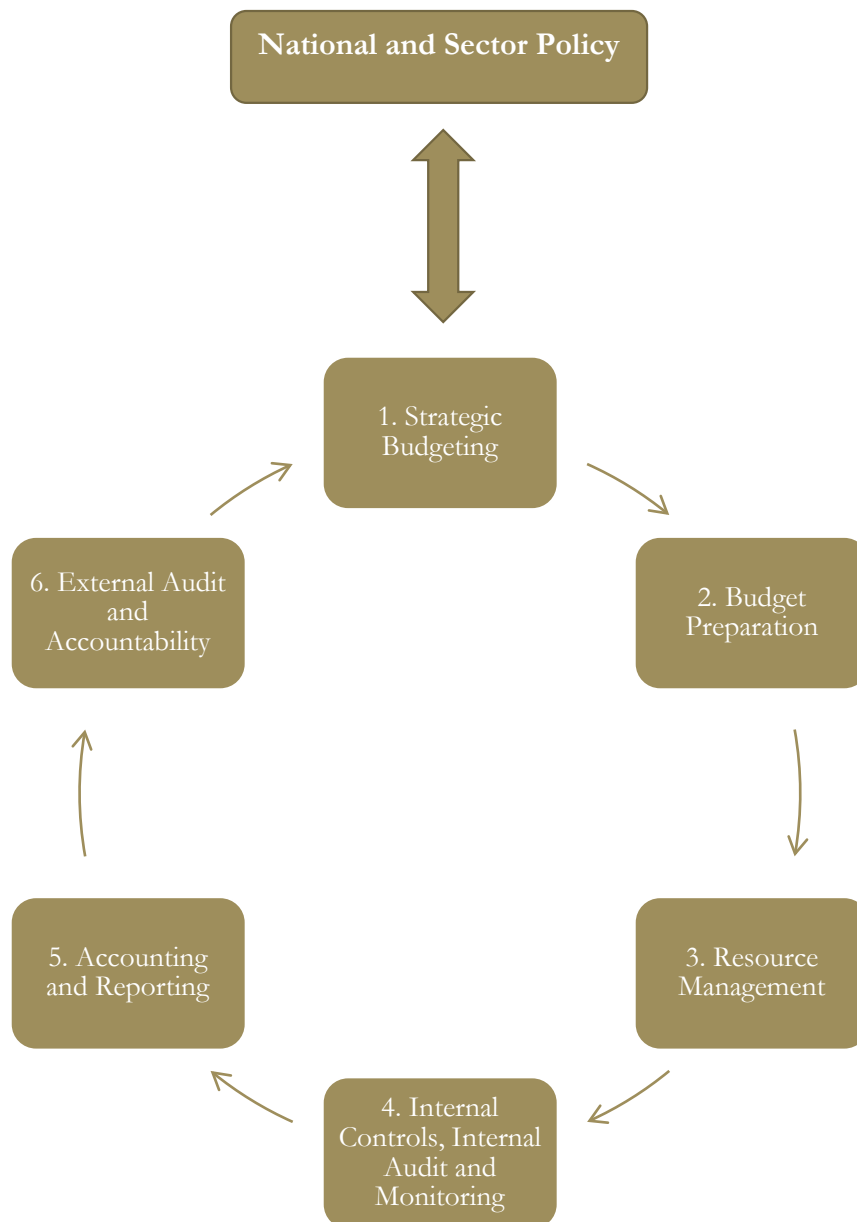 National and Sector Policy
1. Strategic
Budgeting
2. Budget
Preparation
3. Resource
Management
4. Internal
Controls, Internal
Audit and
Monitoring
5. Accounting
and Reporting
6. External Audit
and
Accountability